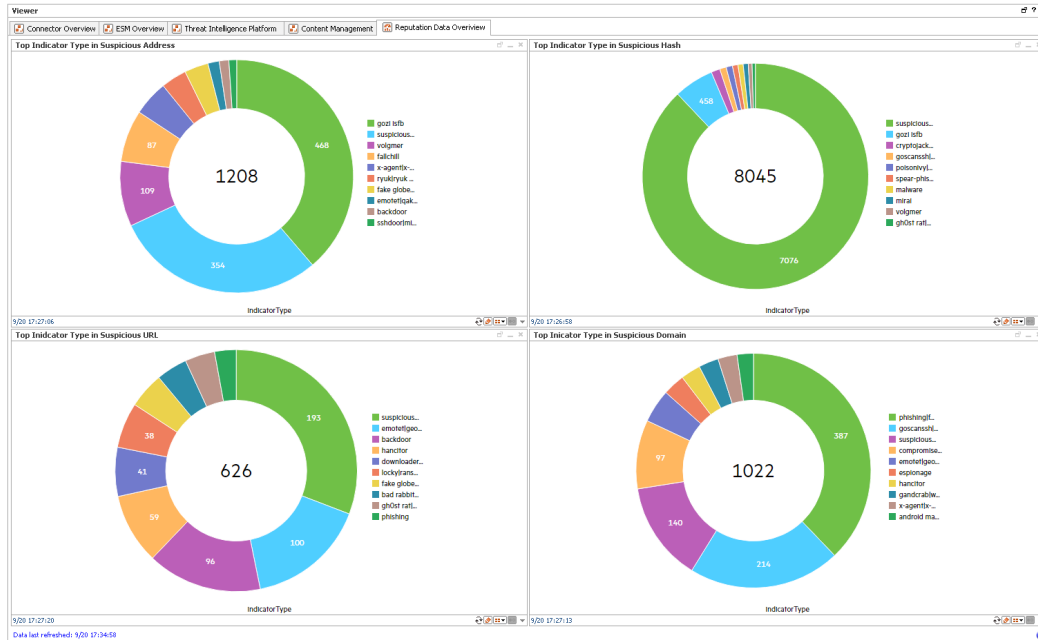 Viewer
Connector Overview
ESM Overview
Threat Intelligence Platform
Content Management
Reputation Data Overivew
Top Indicator Type in Suspicious Address
468
354
109
87
1208
gozi isfb
suspicious...
volgmer
fallchill
x-agent|x-...
ryuk|ryuk ...
fake globe...
emotet|qak...
backdoor
sshdoor|mi...
IndicatorType
9/20 17:27:06
Top Indicator Type in Suspicious Hash
458
7076
8045
suspicious...
gozi isfb
cryptojack...
goscanssh|...
poisonivy|...
spear-phis...
malware
mirai
volgmer
gh0st rat|...
IndicatorType
9/20 17:26:58
Top Inidcator Type in Suspicious URL
193
100
96
59
41
38
626
suspicious...
emotet|geo...
backdoor
hancitor
downloader...
locky|rans...
fake globe...
bad rabbit...
gh0st rat|...
phishing
IndicatorType
9/20 17:27:20
Top Inicator Type in Suspicious Domain
387
214
140
97
1022
phishing|f...
goscanssh|...
suspicious...
compromise...
emotet|geo...
espionage
hancitor
gandcrab|w...
x-agent|x-...
android ma...
IndicatorType
9/20 17:27:13
Data last refreshed: 9/20 17:34:58